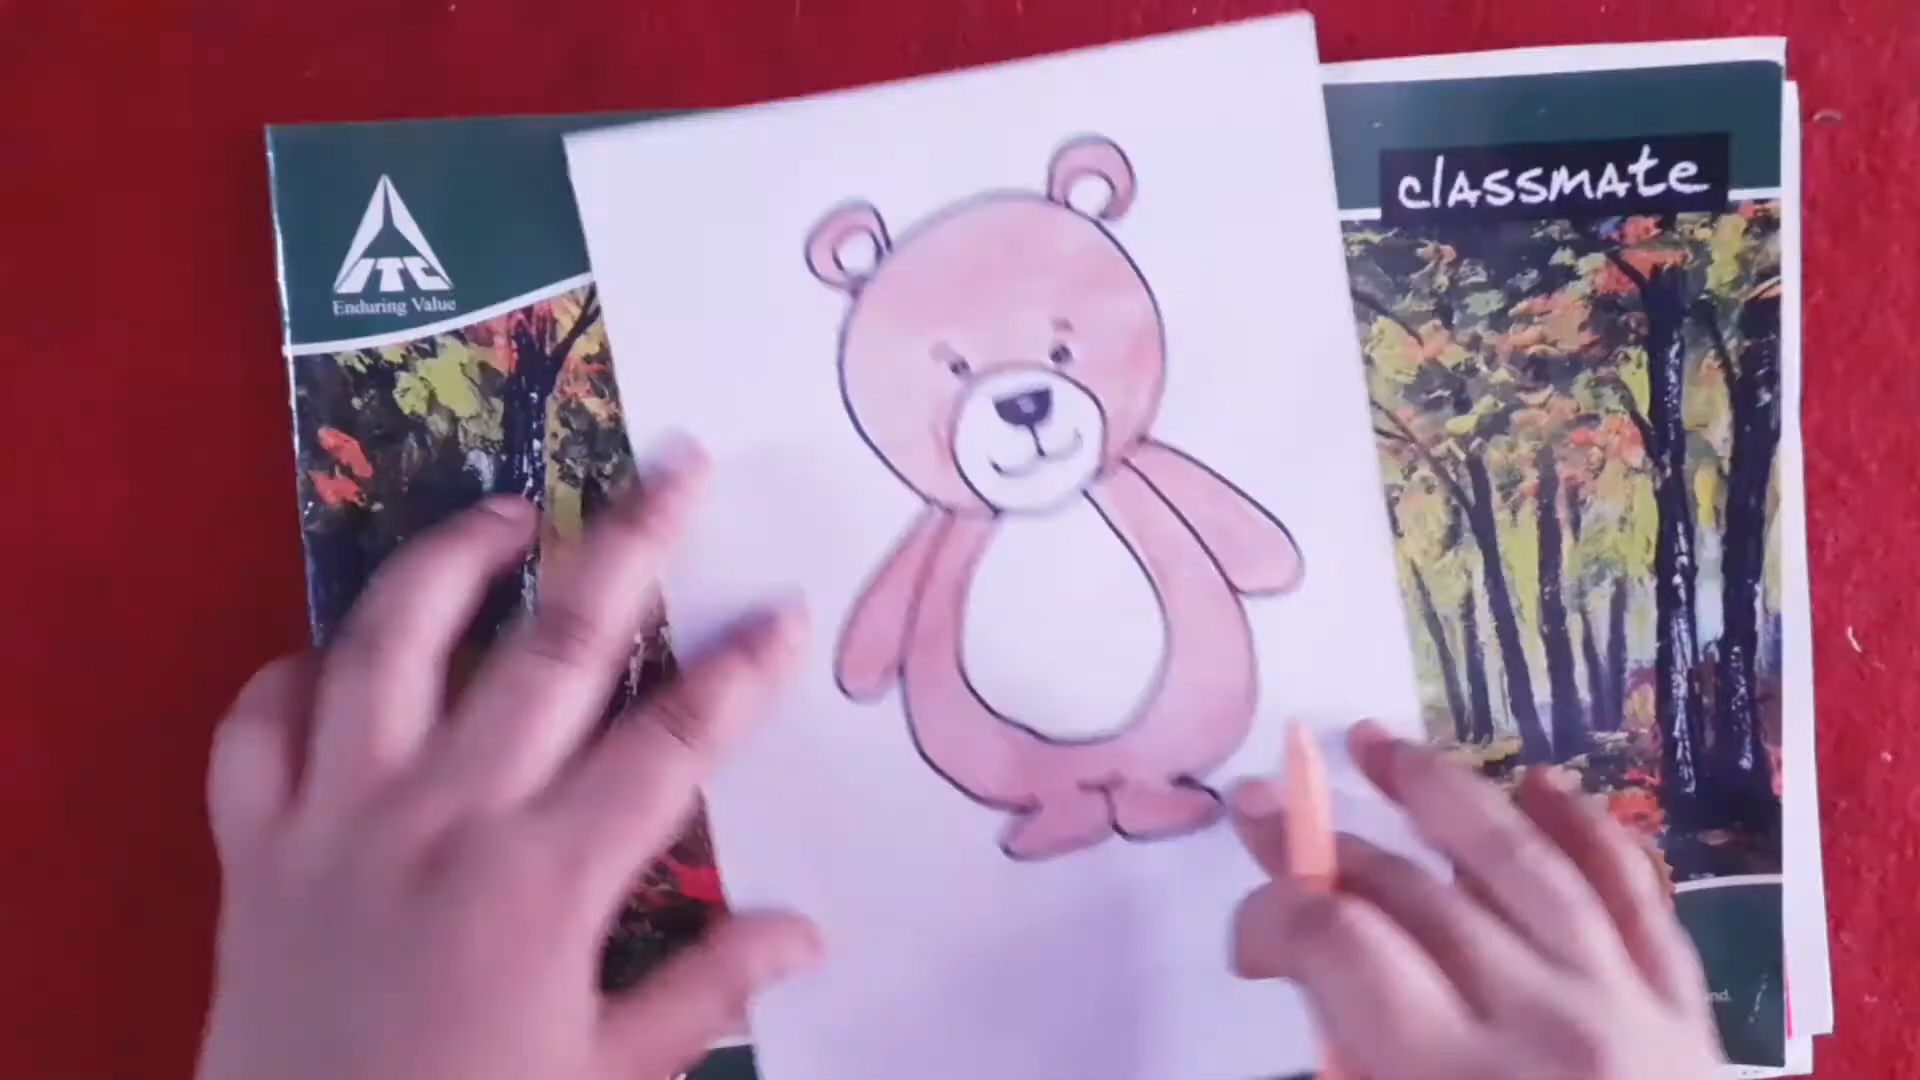 classmate
ITC
Enduring Value